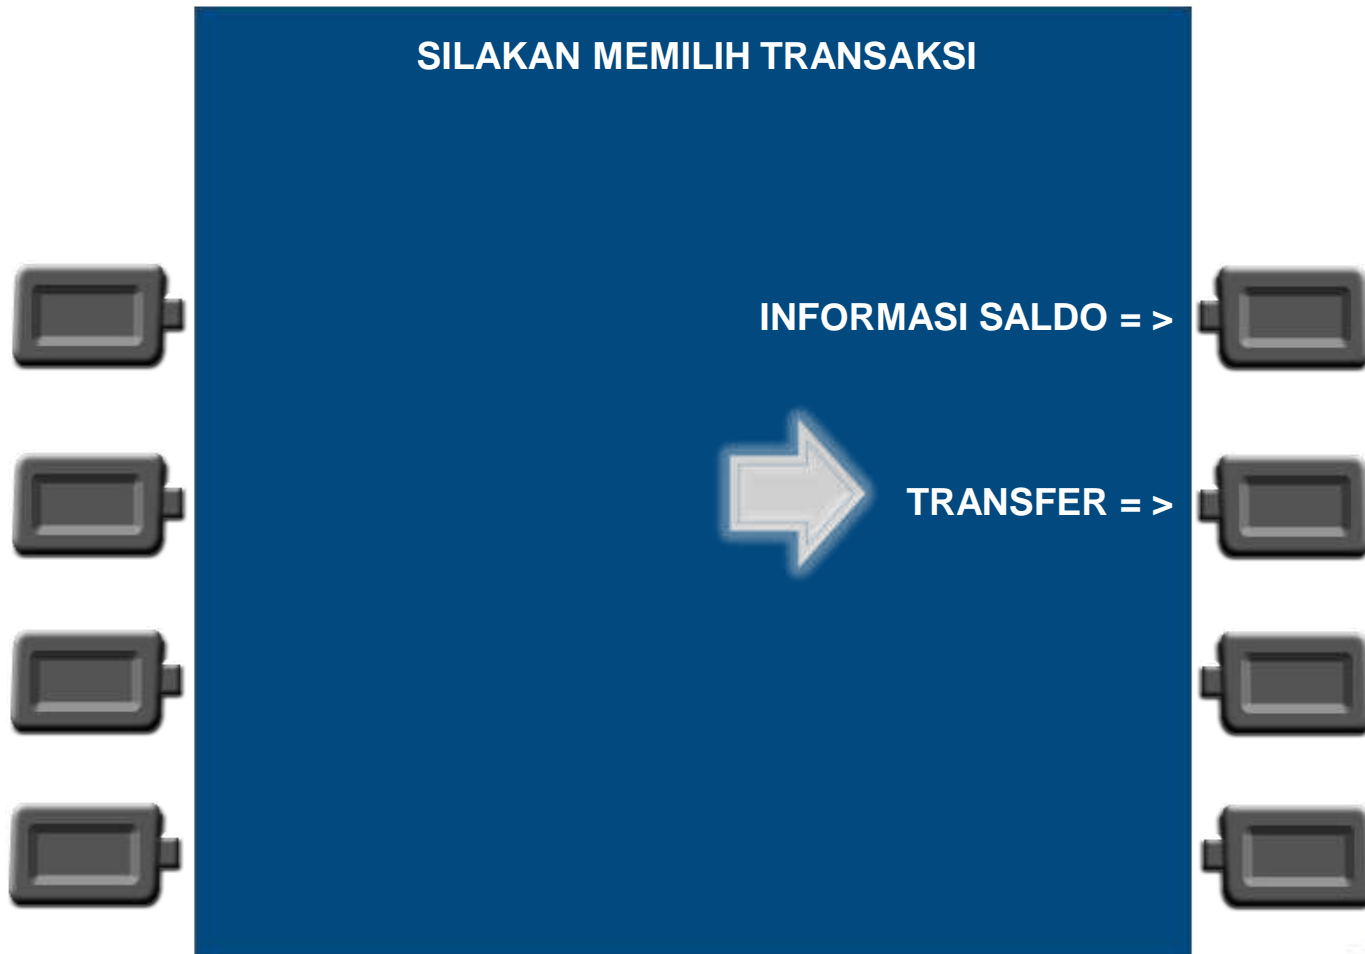 SILAKAN MEMILIH TRANSAKSI
INFORMASI SALDO = >
TRANSFER = >